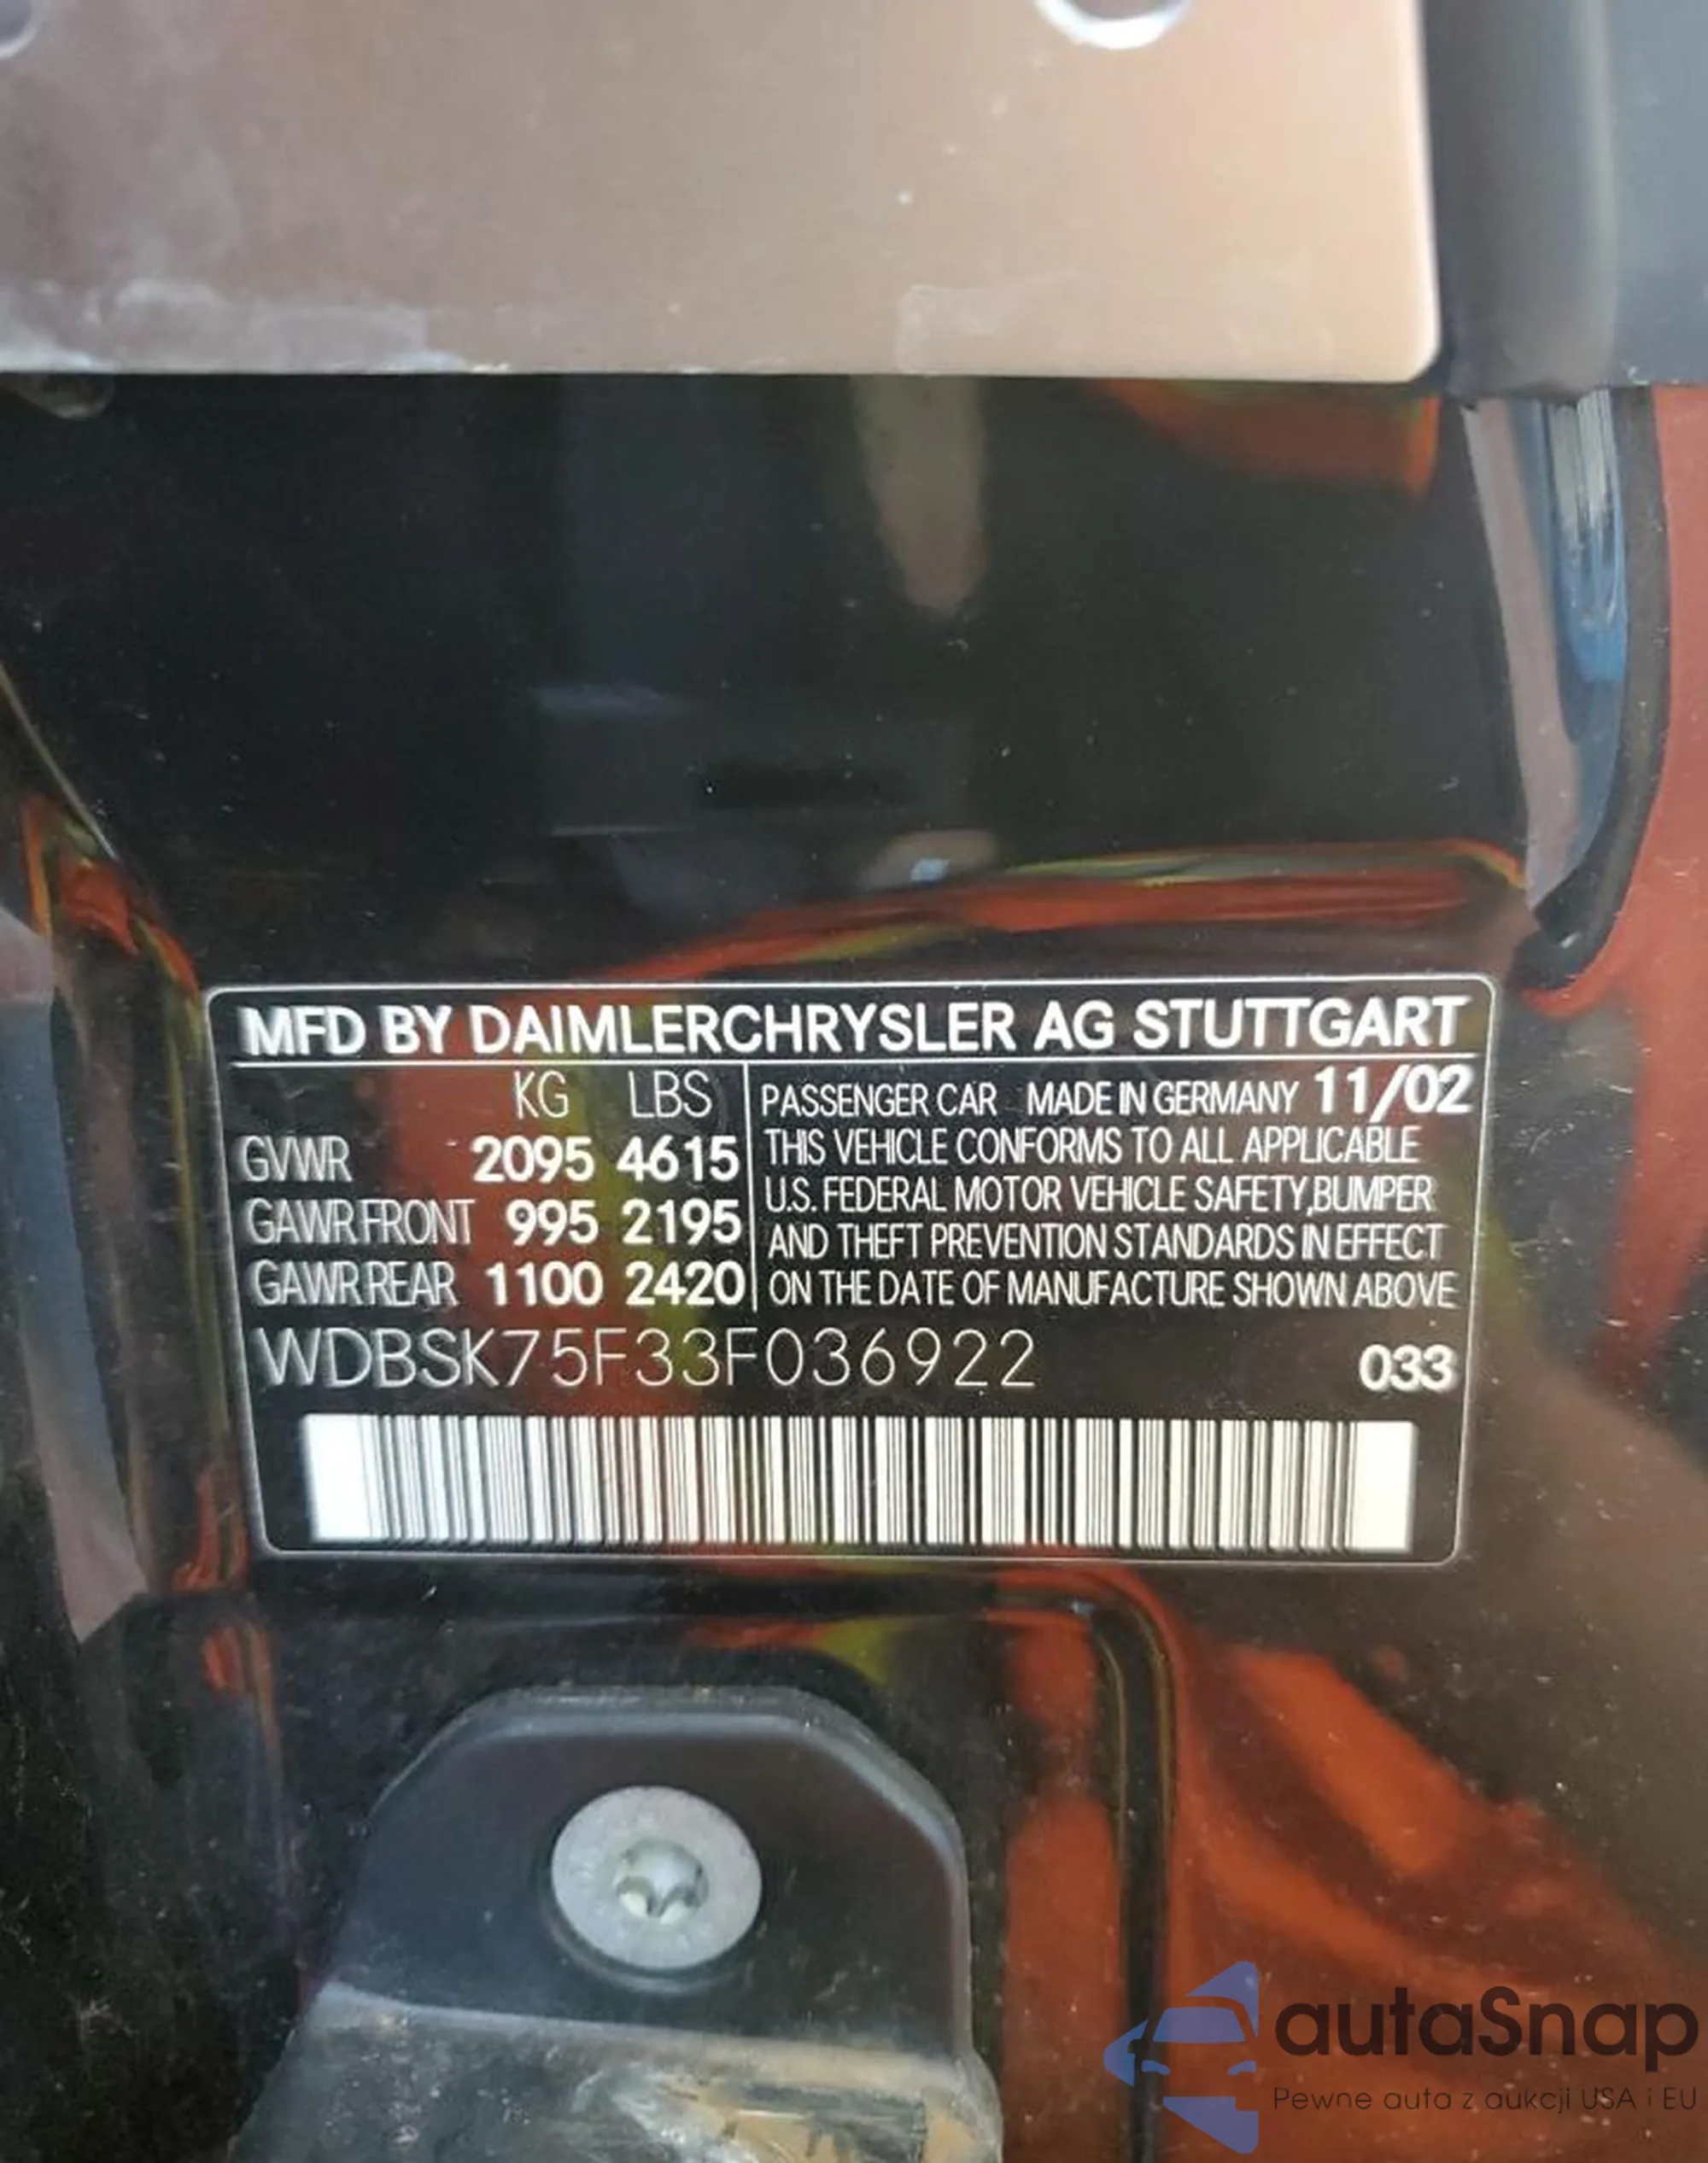 MFD BY DAIMLERCHRYSLER AG STUTTGART
KG LBS
GVWR 2095 4615
GAWR FRONT 995 2195
GAWR REAR 1100 2420
PASSENGER CAR MADE IN GERMANY 11/02
THIS VEHICLE CONFORMS TO ALL APPLICABLE
U.S. FEDERAL MOTOR VEHICLE SAFETY,BUMPER
AND THEFT PREVENTION STANDARDS IN EFFECT
ON THE DATE OF MANUFACTURE SHOWN ABOVE
WDBSK75F33F036922 033
autaSnap
Pewne auta z aukcji USA i EU